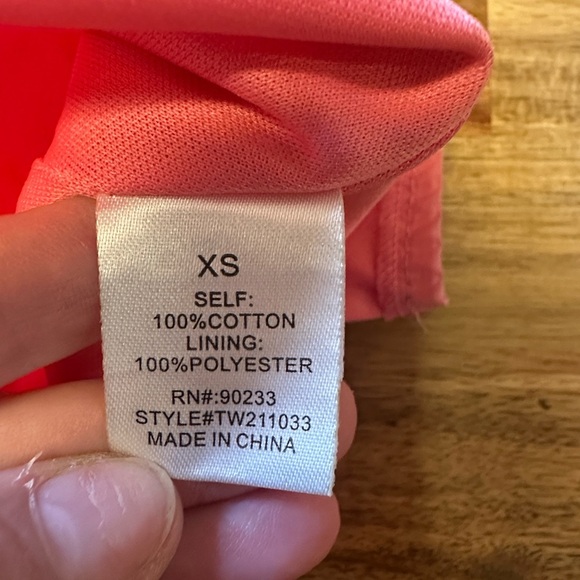 XS
SELF:
100%COTTON
LINING:
100%POLYESTER
RN#:90233
STYLE#TW211033
MADE IN CHINA